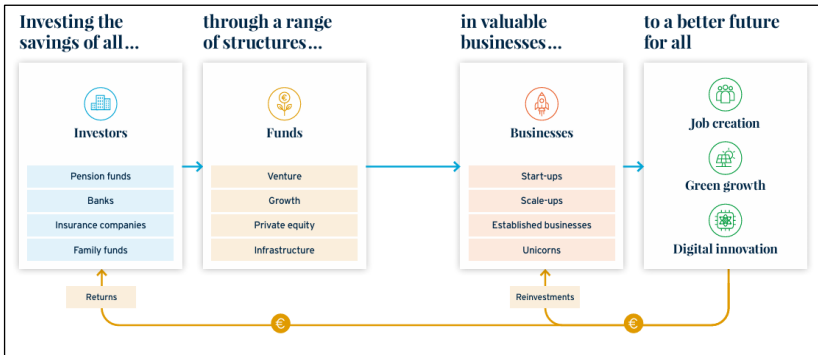 Investing the
savings of all...
through a range
of structures...
in valuable
businesses...
to a better future
for all
Investors
Pension funds
Banks
Insurance companies
Family funds
Funds
Venture
Growth
Private equity
Infrastructure
Businesses
Start-ups
Scale-ups
Established businesses
Unicorns
Job creation
Green growth
Digital innovation
Returns
Reinvestments
€
€
€